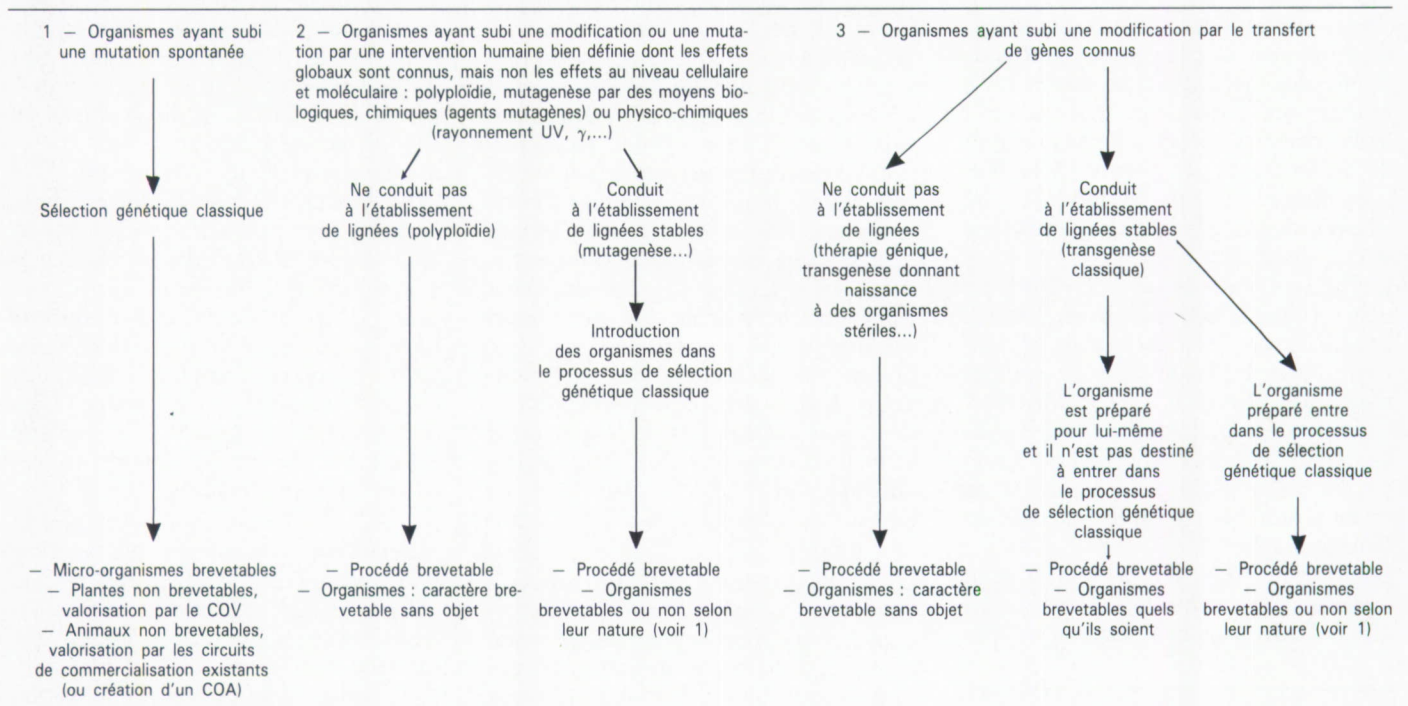 1 – Organismes ayant subi
une mutation spontanée
Sélection génétique classique
– Micro-organismes brevetables
– Plantes non brevetables,
valorisation par le COV
– Animaux non brevetables,
valorisation par les circuits
de commercialisation existants
(ou création d'un COA)
2 – Organismes ayant subi une modification ou une muta-
tion par une intervention humaine bien définie dont les effets
globaux sont connus, mais non les effets au niveau cellulaire
et moléculaire : polyploïdie, mutagenèse par des moyens bio-
logiques, chimiques (agents mutagènes) ou physico-chimiques
(rayonnement UV, γ,...)
Ne conduit pas
à l'établissement
de lignées (polyploïdie)
– Procédé brevetable
– Organismes : caractère bre-
vetable sans objet
Conduit
à l'établissement
de lignées stables
(mutagenèse...)
Introduction
des organismes dans
le processus de sélection
génétique classique
– Procédé brevetable
– Organismes
brevetables ou non selon
leur nature (voir 1)
3 – Organismes ayant subi une modification par le transfert
de gènes connus
Ne conduit pas
à l'établissement
de lignées
(thérapie génique,
transgenèse donnant
naissance
à des organismes
stériles...)
– Procédé brevetable
– Organismes : caractère
brevetable sans objet
Conduit
à l'établissement
de lignées stables
(transgenèse
classique)
L'organisme
est préparé
pour lui-même
et il n'est pas destiné
à entrer dans
le processus
de sélection génétique
classique
– Procédé brevetable
– Organismes
brevetables quels
qu'ils soient
L'organisme
préparé entre
dans le processus
de sélection
génétique classique
– Procédé brevetable
– Organismes
brevetables ou non selon
leur nature (voir 1)